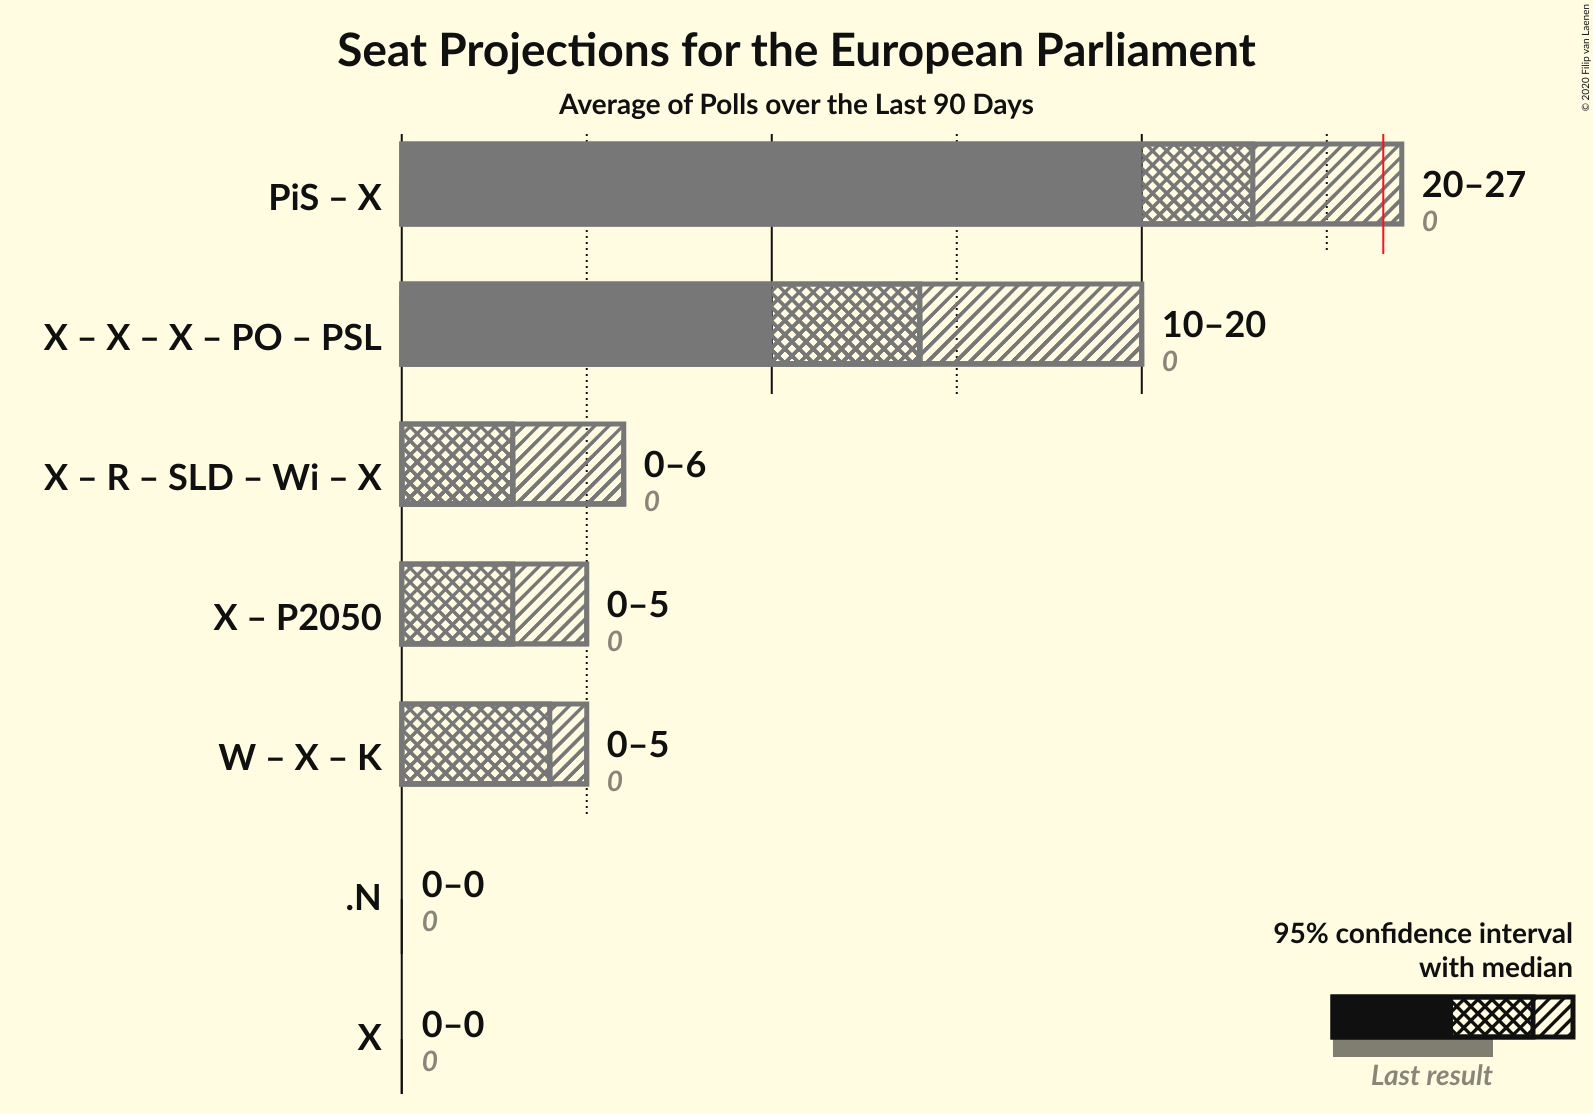 Seat Projections for the European Parliament
Average of Polls over the Last 90 Days
© 2020 Filip van Laenen
PiS – X
20–27
0
X – X – X – PO – PSL
10–20
0
X – R – SLD – Wi – X
0–6
0
X – P2050
0–5
0
W – X – K
0–5
0
.N
0–0
0
X
0–0
0
95% confidence interval
with median
Last result